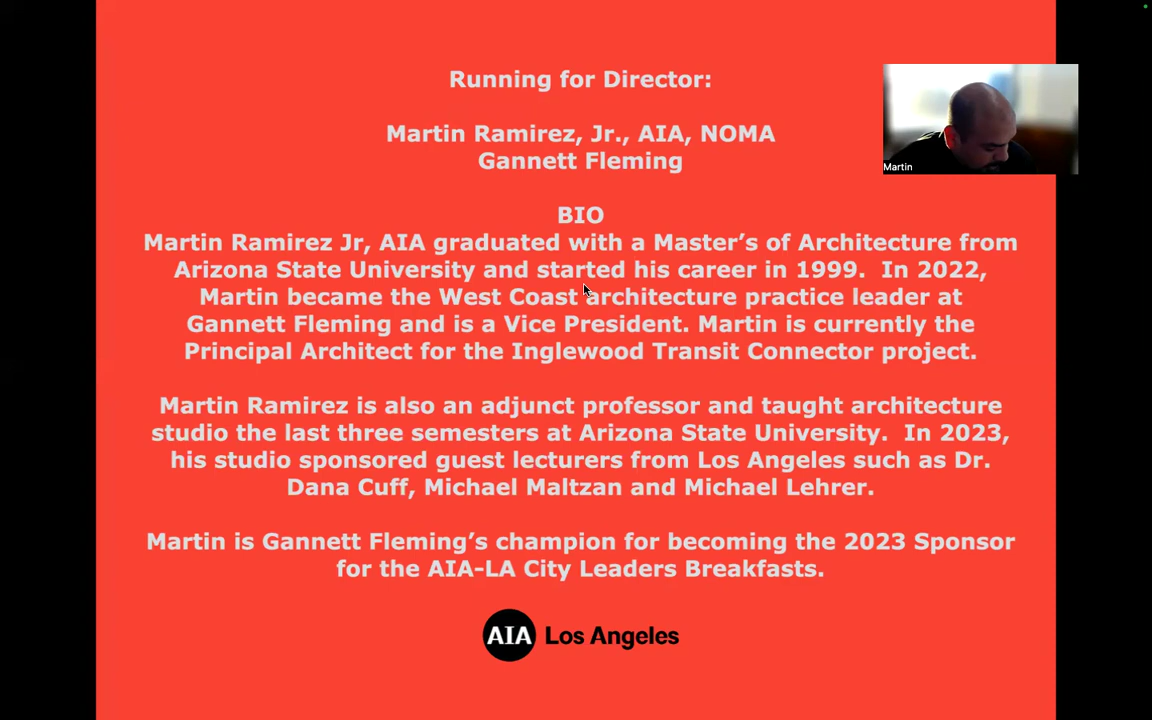 Running for Director:
Martin Ramirez, Jr., AIA, NOMA
Gannett Fleming
Martin
BIO
Martin Ramirez Jr, AIA graduated with a Master’s of Architecture from
Arizona State University and started his career in 1999.  In 2022,
Martin became the West Coast architecture practice leader at
Gannett Fleming and is a Vice President. Martin is currently the
Principal Architect for the Inglewood Transit Connector project.
Martin Ramirez is also an adjunct professor and taught architecture
studio the last three semesters at Arizona State University.  In 2023,
his studio sponsored guest lecturers from Los Angeles such as Dr.
Dana Cuff, Michael Maltzan and Michael Lehrer.
Martin is Gannett Fleming’s champion for becoming the 2023 Sponsor
for the AIA-LA City Leaders Breakfasts.
AIA Los Angeles